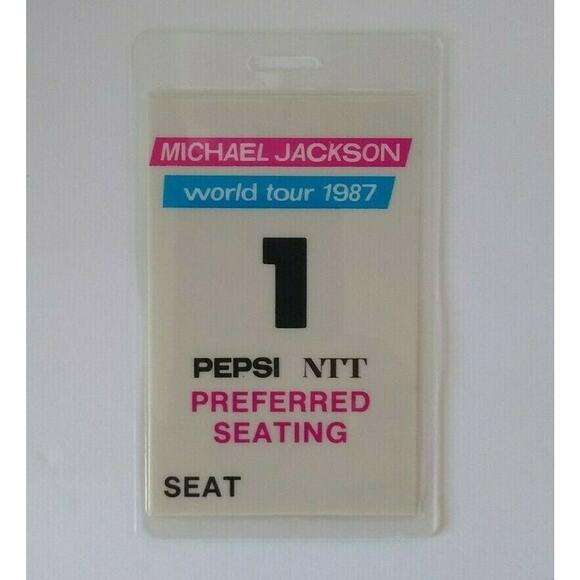 MICHAEL JACKSON
world tour 1987
1
PEPSI NTT
PREFERRED
SEATING
SEAT